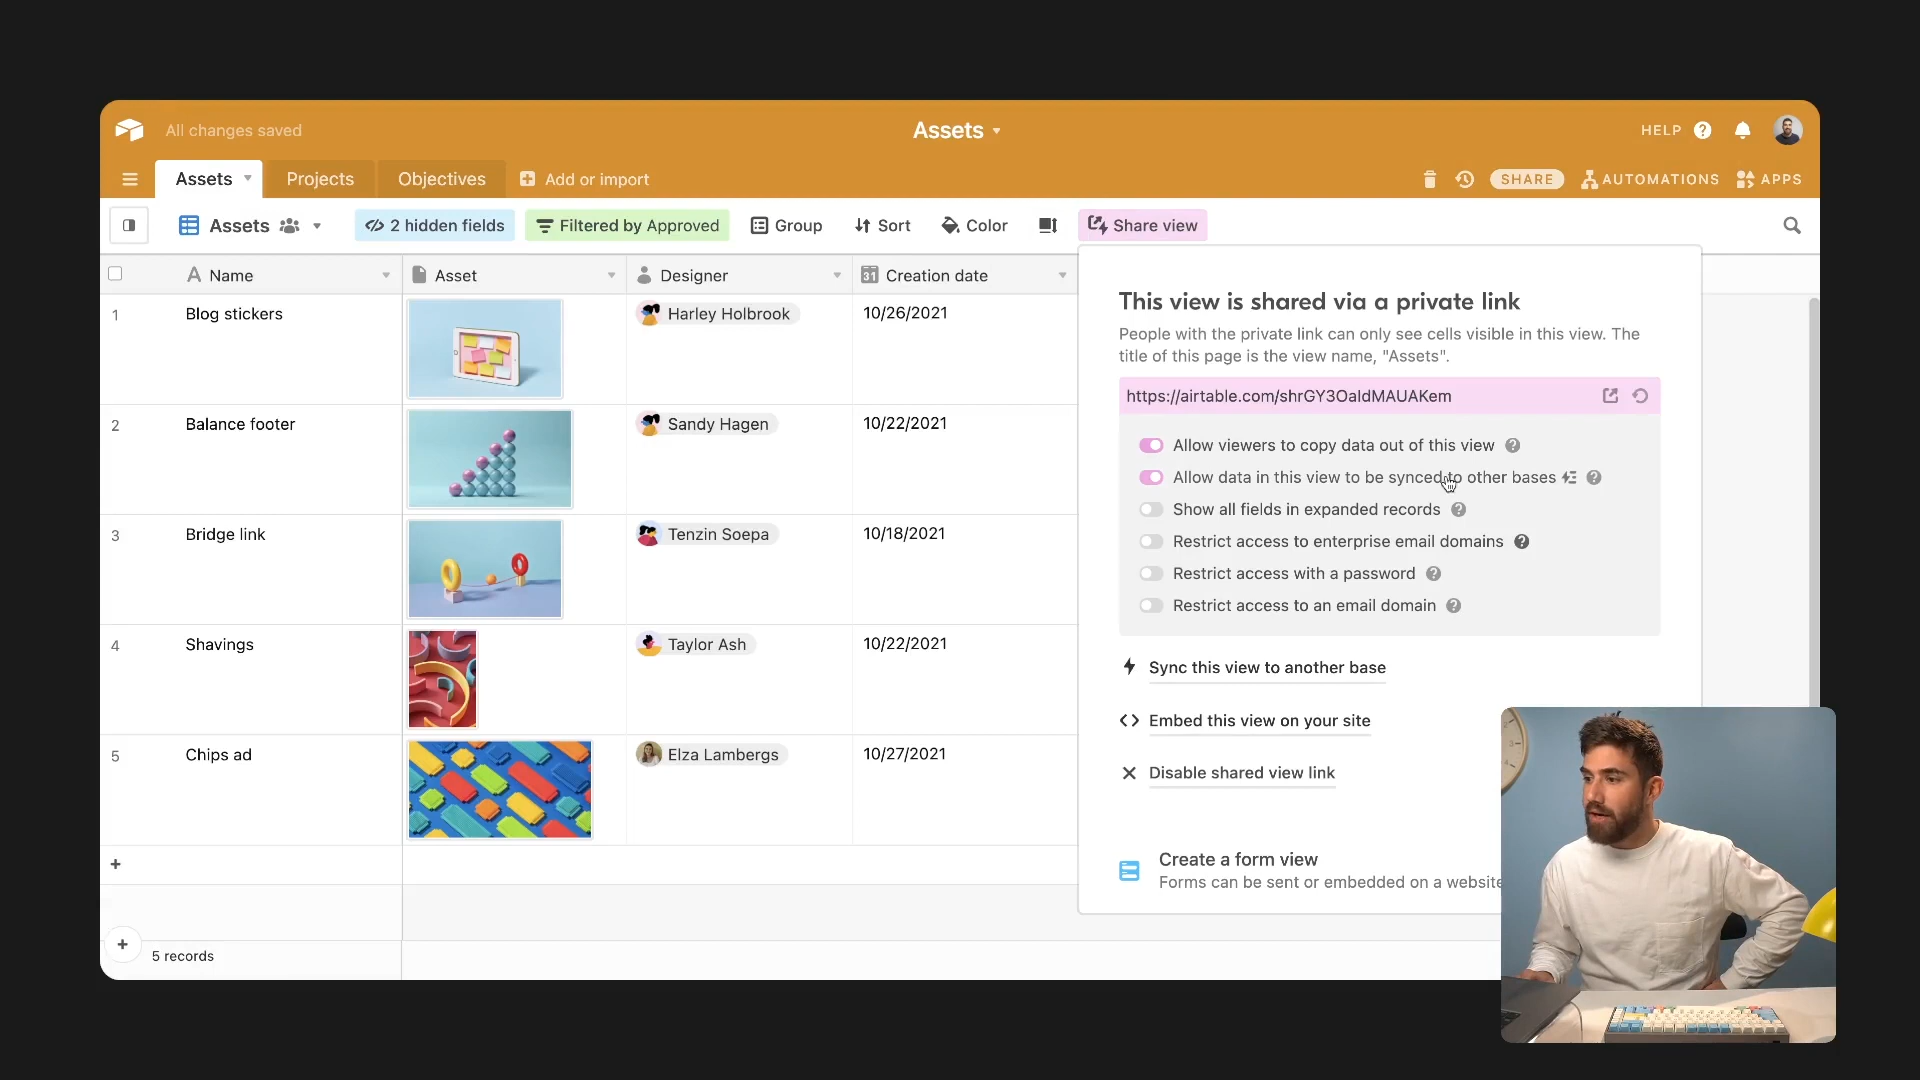 All changes saved
Assets
HELP
Assets
Projects
Objectives
Add or import
SHARE
AUTOMATIONS
APPS
Assets
2 hidden fields
Filtered by Approved
Group
Sort
Color
Share view
Name
Asset
Designer
31
Creation date
1
Blog stickers
Harley Holbrook
10/26/2021
2
Balance footer
Sandy Hagen
10/22/2021
3
Bridge link
Tenzin Soepa
10/18/2021
4
Shavings
Taylor Ash
10/22/2021
5
Chips ad
Elza Lambergs
10/27/2021
5 records
This view is shared via a private link
People with the private link can only see cells visible in this view. The
title of this page is the view name, "Assets".
https://airtable.com/shrGY3OaldMAUAKem
Allow viewers to copy data out of this view
Allow data in this view to be synced to other bases
Show all fields in expanded records
Restrict access to enterprise email domains
Restrict access with a password
Restrict access to an email domain
Sync this view to another base
Embed this view on your site
Disable shared view link
Create a form view
Forms can be sent or embedded on a website